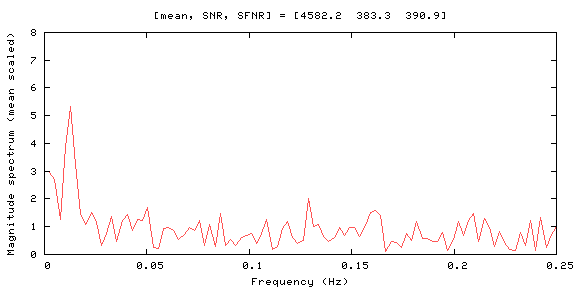 [mean, SNR, SFNR] = [4582.2  383.3  390.9]
Magnitude spectrum (mean scaled)
8
7
6
5
4
3
2
1
0
0 0.05 0.1 0.15 0.2 0.25
Frequency (Hz)